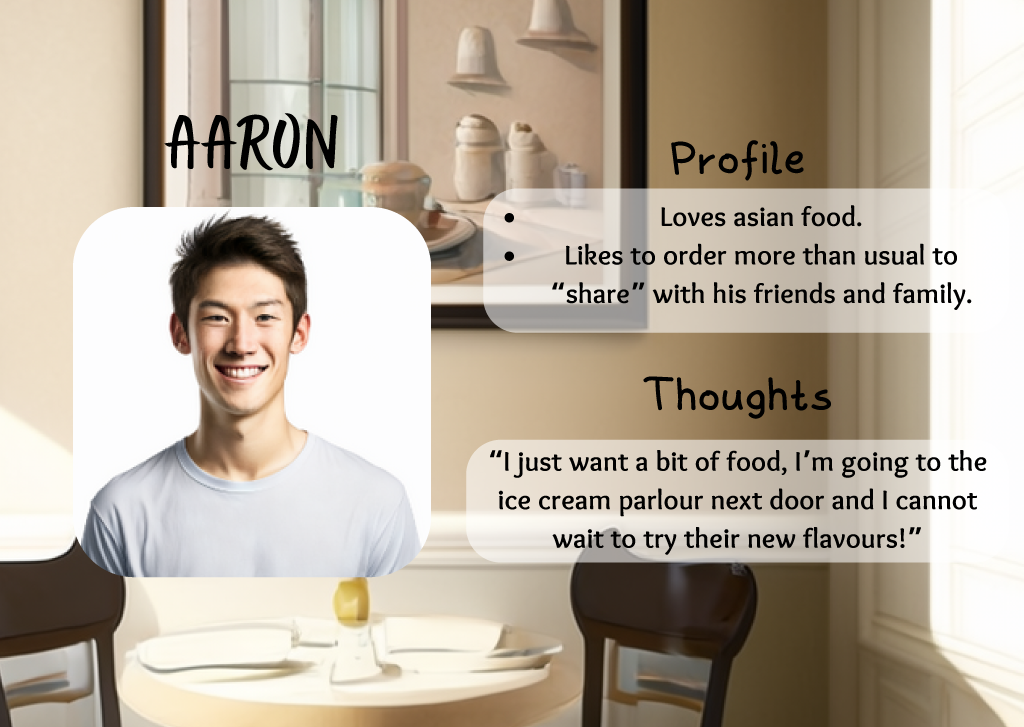 AARON
Profile
• Loves asian food.
• Likes to order more than usual to
“share” with his friends and family.
Thoughts
“I just want a bit of food, I’m going to the
ice cream parlour next door and I cannot
wait to try their new flavours!”